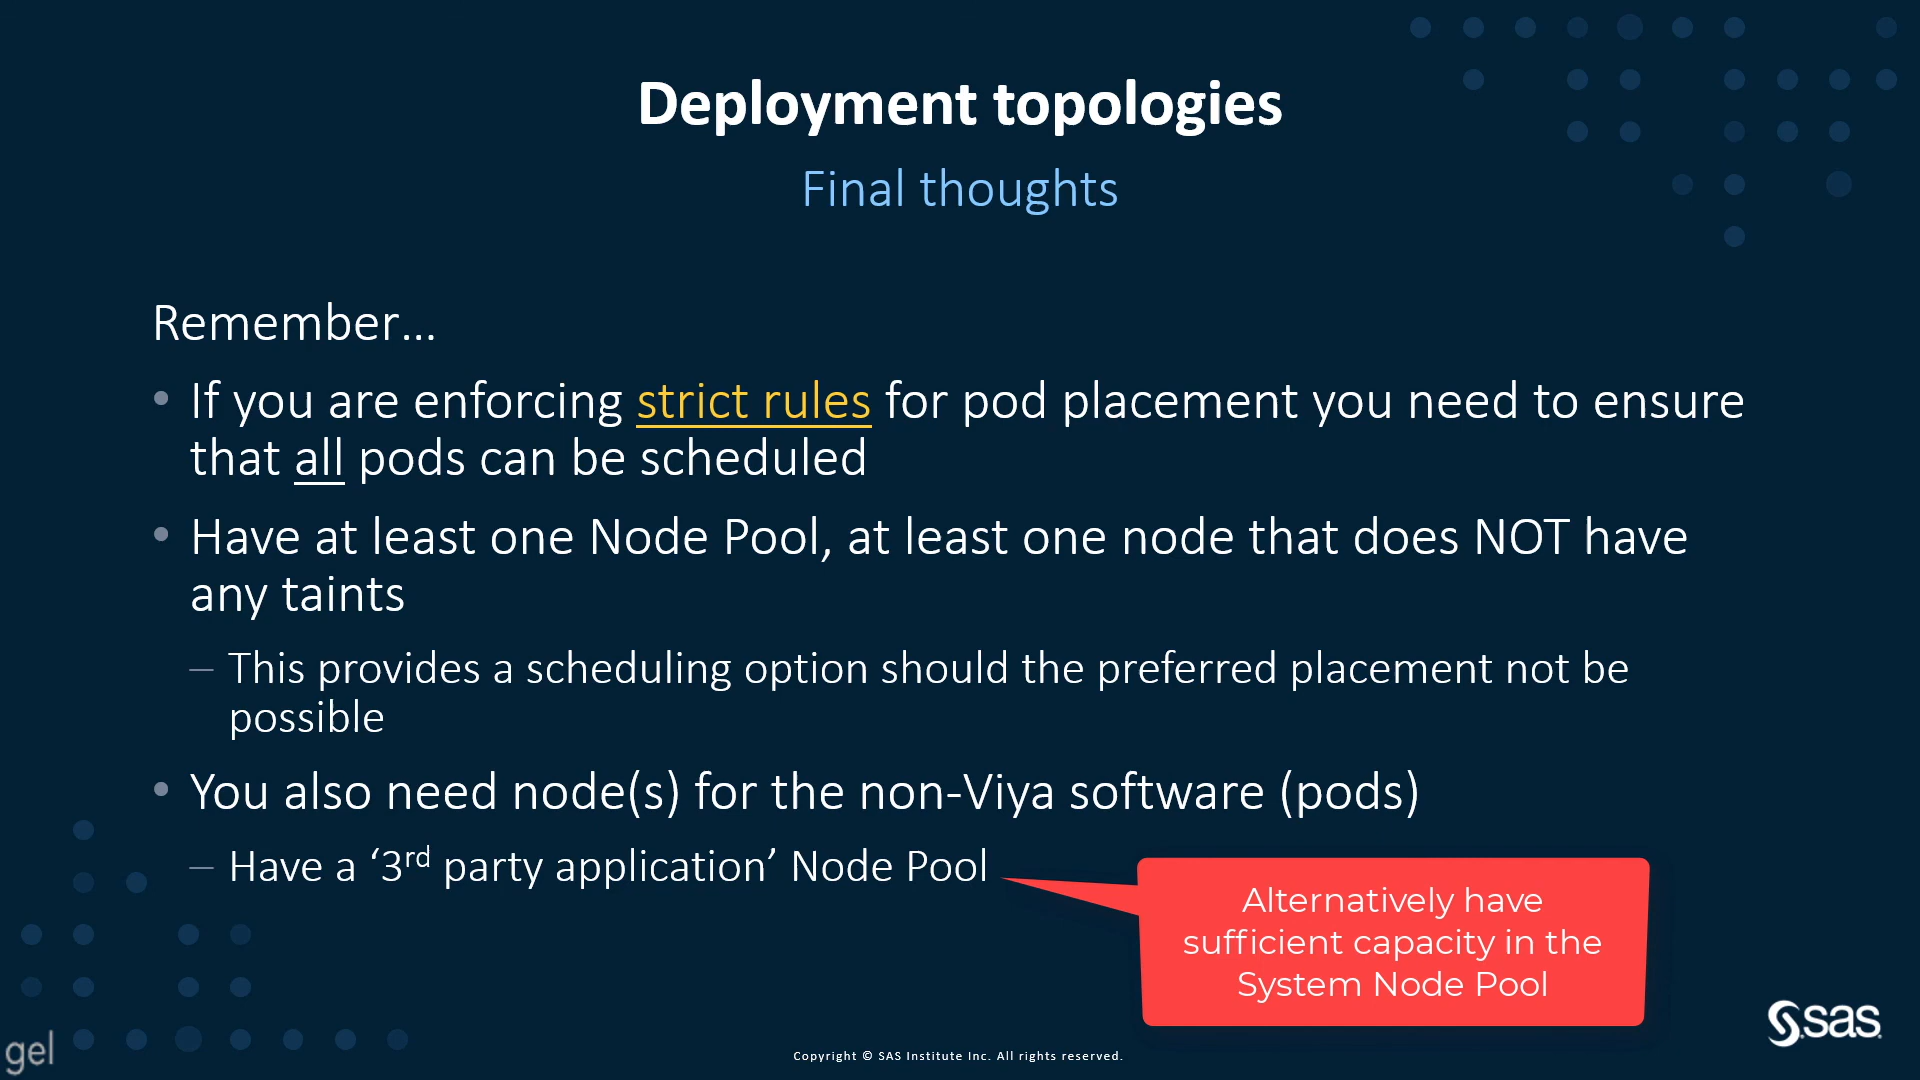 Deployment topologies
Final thoughts
Remember...
• If you are enforcing strict rules for pod placement you need to ensure
that all pods can be scheduled
• Have at least one Node Pool, at least one node that does NOT have
any taints
– This provides a scheduling option should the preferred placement not be
possible
• You also need node(s) for the non-Viya software (pods)
– Have a ‘3rd party application’ Node Pool
Alternatively have
sufficient capacity in the
System Node Pool
gel
Copyright © SAS Institute Inc. All rights reserved.
sas